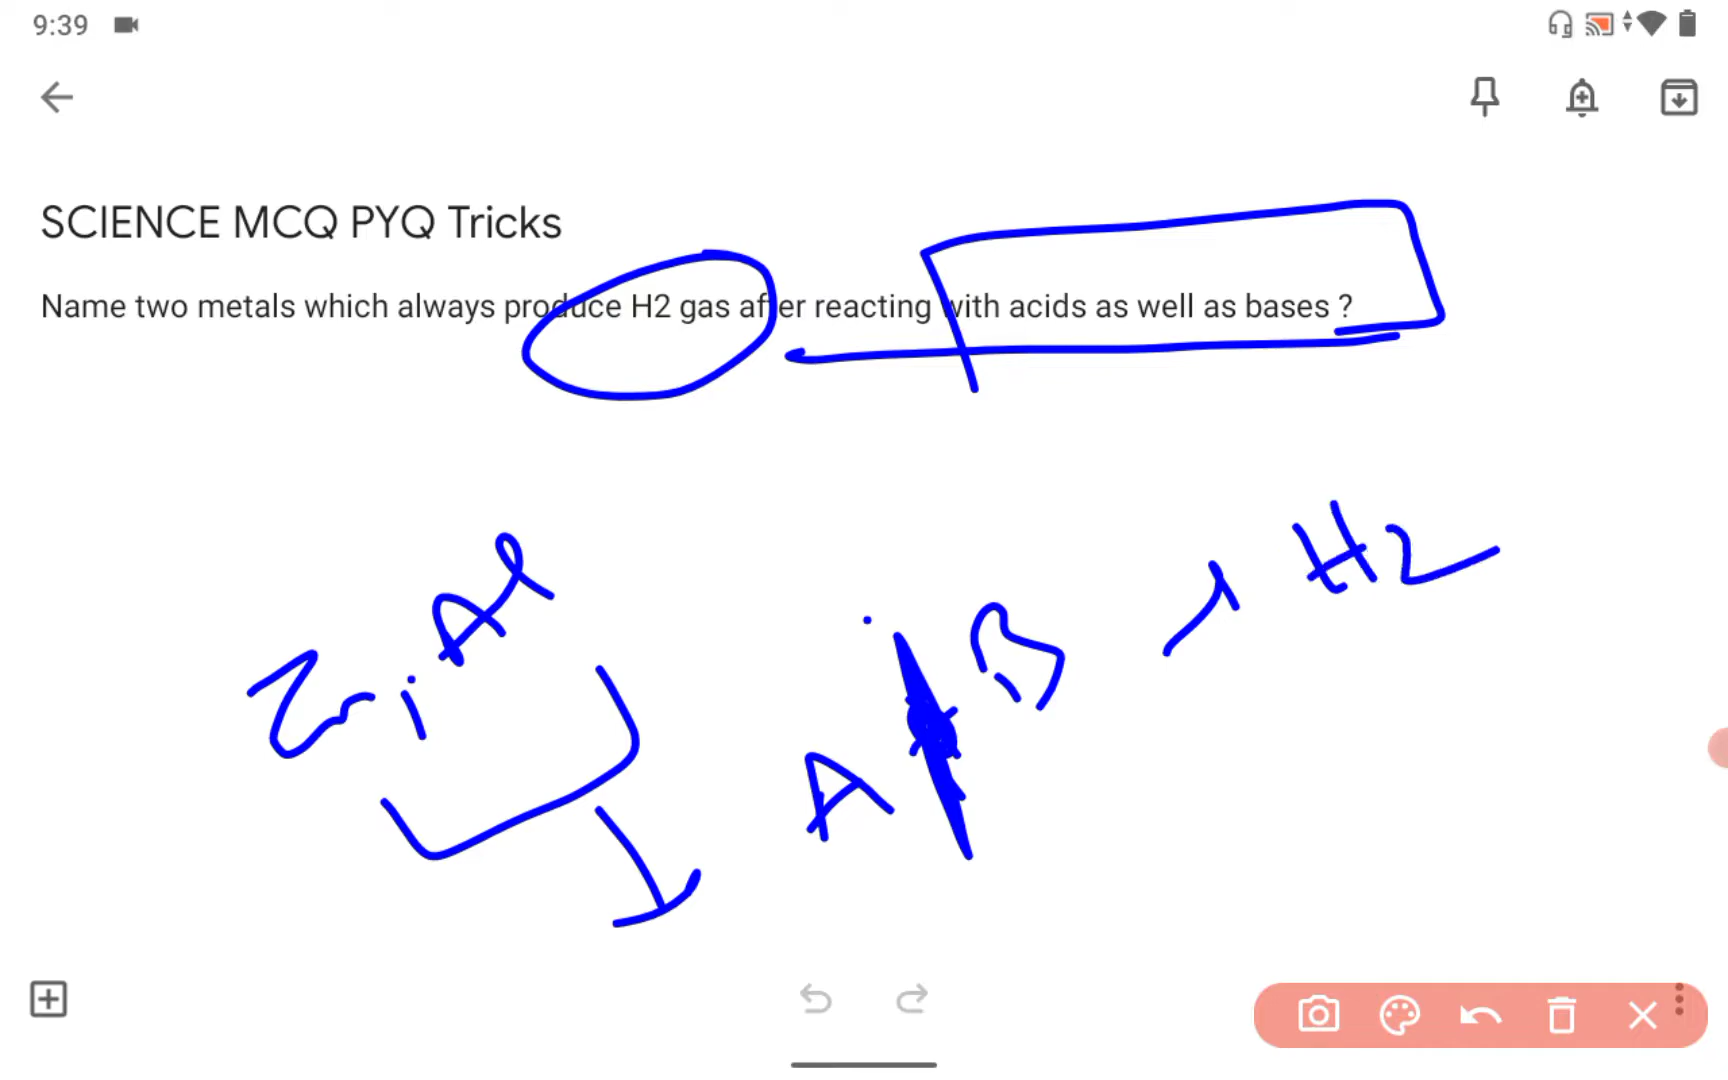 9:39
SCIENCE MCQ PYQ Tricks
Name two metals which always produce H2 gas after reacting with acids as well as bases ?
Zn, Al
A B → H2